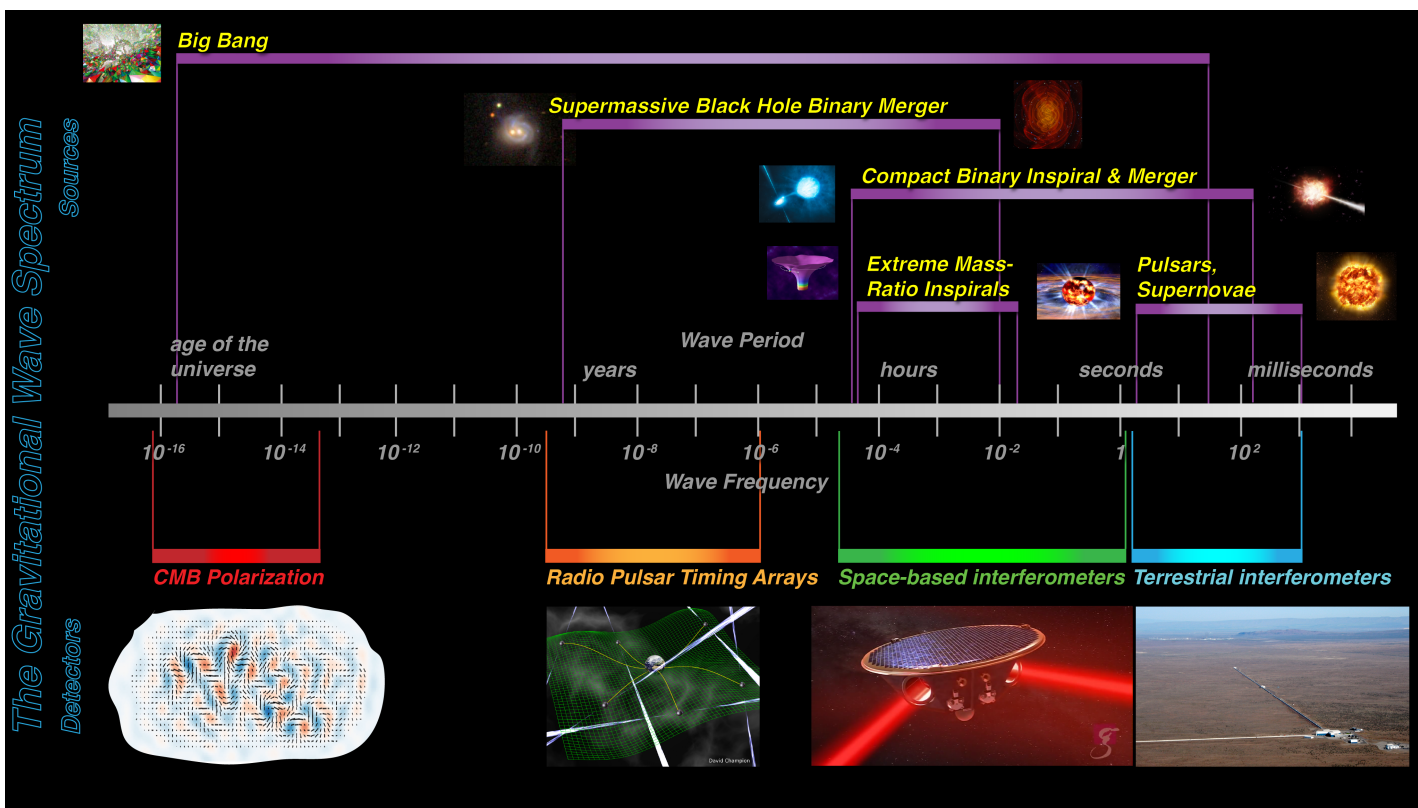 The Gravitational Wave Spectrum
Sources
Detectors
Big Bang
Supermassive Black Hole Binary Merger
Compact Binary Inspiral & Merger
Extreme Mass-
Ratio Inspirals
Pulsars,
Supernovae
Wave Period
age of the
universe
years
hours
seconds
milliseconds
10-16
10-14
10-12
10-10
10-8
10-6
10-4
10-2
1
102
Wave Frequency
CMB Polarization
Radio Pulsar Timing Arrays
Space-based interferometers
Terrestrial interferometers
David Champion